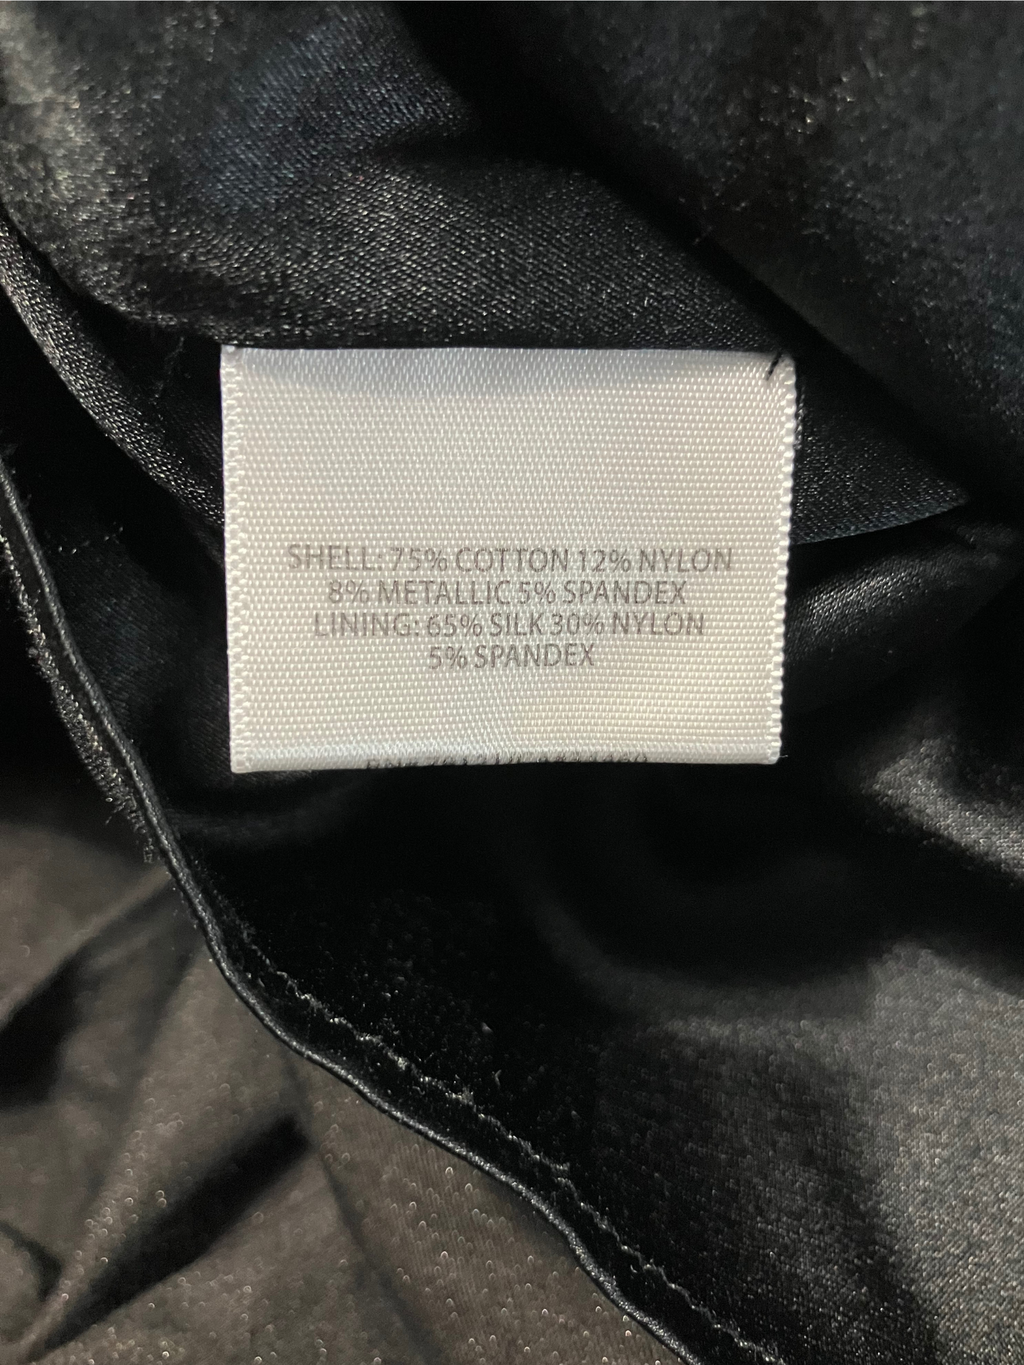 SHELL: 75% COTTON 12% NYLON
8% METALLIC 5% SPANDEX
LINING: 65% SILK 30% NYLON
5% SPANDEX